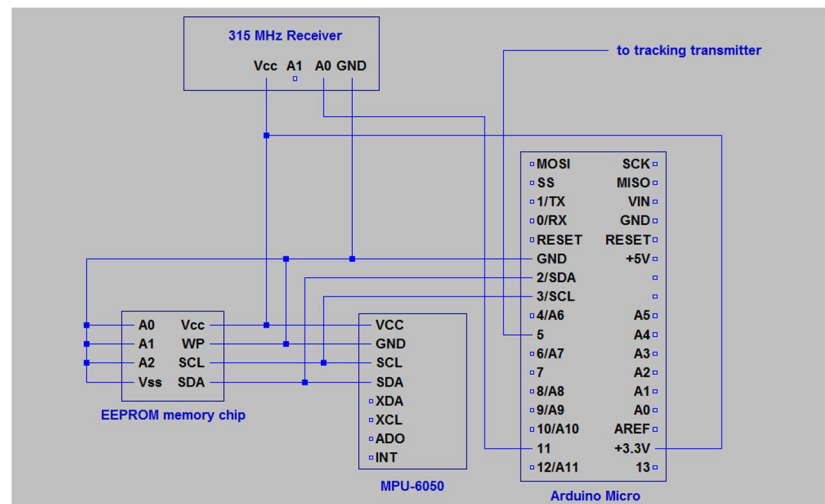 315 MHz Receiver
Vcc A1 A0 GND
to tracking transmitter
MOSI SCK
SS MISO
1/TX VIN
0/RX GND
RESET RESET
GND +5V
2/SDA
3/SCL
4/A6 A5
5 A4
6/A7 A3
7 A2
8/A8 A1
9/A9 A0
10/A10 AREF
11 +3.3V
12/A11 13
Arduino Micro
A0 Vcc
A1 WP
A2 SCL
Vss SDA
EEPROM memory chip
VCC
GND
SCL
SDA
XDA
XCL
ADO
INT
MPU-6050